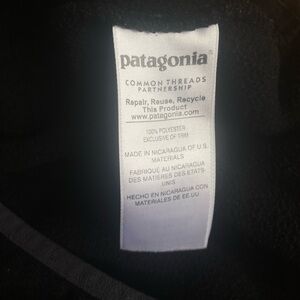 patagonia
COMMON THREADS
PARTNERSHIP
Repair, Reuse, Recycle
This Product
www.patagonia.com
100% POLYESTER
EXCLUSIVE OF TRIM
MADE IN NICARAGUA OF U.S.
MATERIALS
FABRIQUÉ AU NICARAGUA
DES MATIÈRES DES ÉTATS-
UNIS
HECHO EN NICARAGUA CON
MATERIALES DE EE.UU.